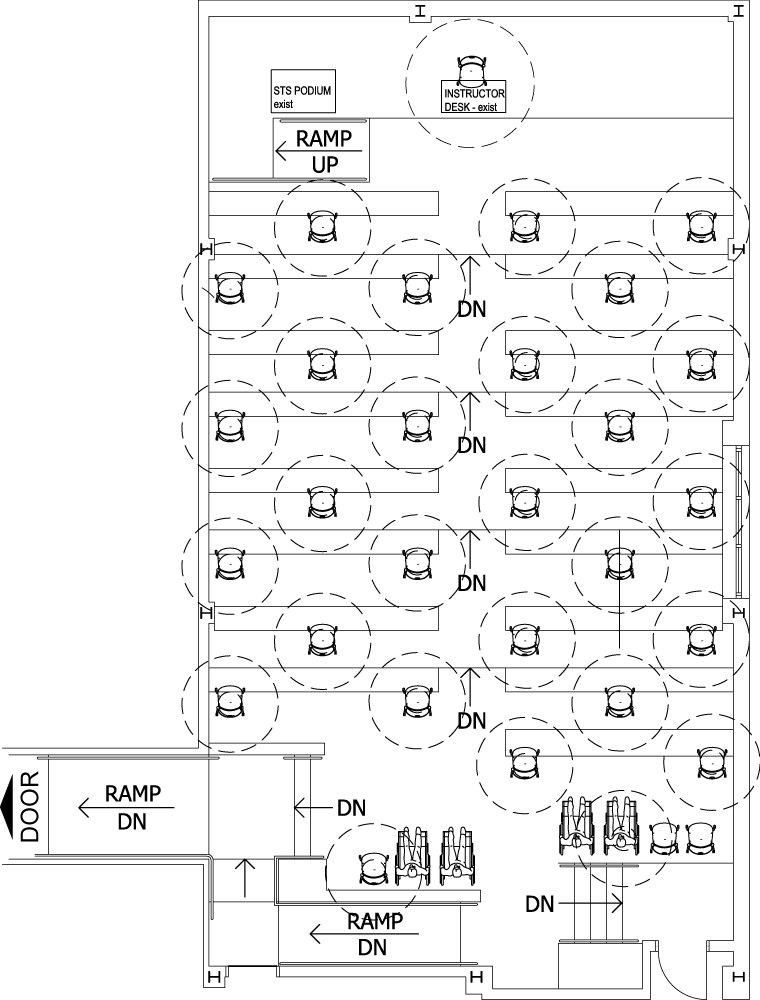 STS PODIUM
exist
INSTRUCTOR
DESK - exist
RAMP
UP
DN
DN
DN
DN
DOOR
RAMP
DN
DN
DN
RAMP
DN